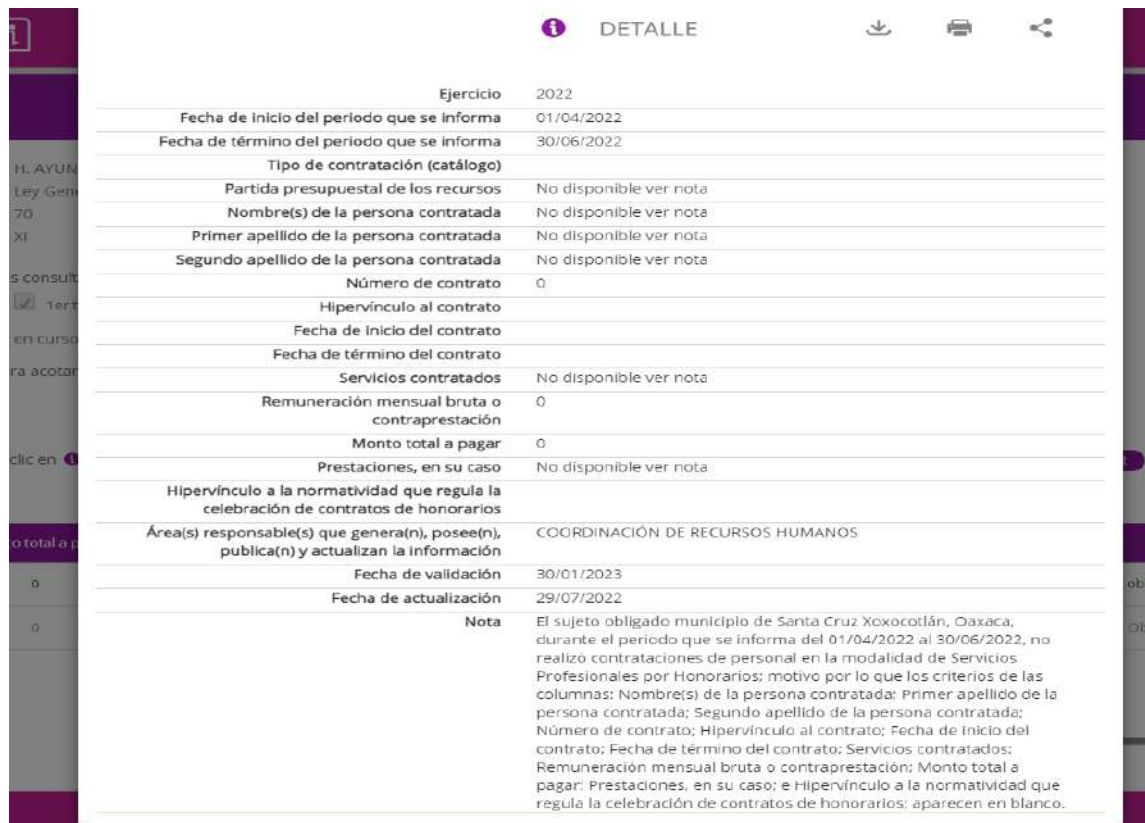 DETALLE
Ejercicio 2022
Fecha de inicio del periodo que se informa 01/04/2022
Fecha de término del periodo que se informa 30/06/2022
H. AYUN
Tipo de contratación (catálogo)
Ley Gene
Partida presupuestal de los recursos No disponible ver nota
70
Nombre(s) de la persona contratada No disponible ver nota
XI
Primer apellido de la persona contratada No disponible ver nota
Segundo apellido de la persona contratada No disponible ver nota
s consult
Número de contrato 0
1er t
Hipervínculo al contrato
Fecha de inicio del contrato
en curso
Fecha de término del contrato
ra acotar
Servicios contratados No disponible ver nota
Remuneración mensual bruta o 0
contraprestación
Monto total a pagar 0
clic en
Prestaciones, en su caso No disponible ver nota
Hipervínculo a la normatividad que regula la
celebración de contratos de honorarios
Área(s) responsable(s) que genera(n), posee(n), COORDINACIÓN DE RECURSOS HUMANOS
publica(n) y actualizan la información
o total a p
Fecha de validación 30/01/2023
0
ob
Fecha de actualización 29/07/2022
Nota El sujeto obligado municipio de Santa Cruz Xoxocotlán, Oaxaca,
0
durante el periodo que se informa del 01/04/2022 al 30/06/2022, no
realizó contrataciones de personal en la modalidad de Servicios
Profesionales por Honorarios; motivo por lo que los criterios de las
columnas: Nombre(s) de la persona contratada; Primer apellido de la
persona contratada; Segundo apellido de la persona contratada;
Número de contrato; Hipervínculo al contrato; Fecha de inicio del
contrato; Fecha de término del contrato; Servicios contratados;
Remuneración mensual bruta o contraprestación; Monto total a
pagar; Prestaciones, en su caso; e Hipervínculo a la normatividad que
regula la celebración de contratos de honorarios; aparecen en blanco.